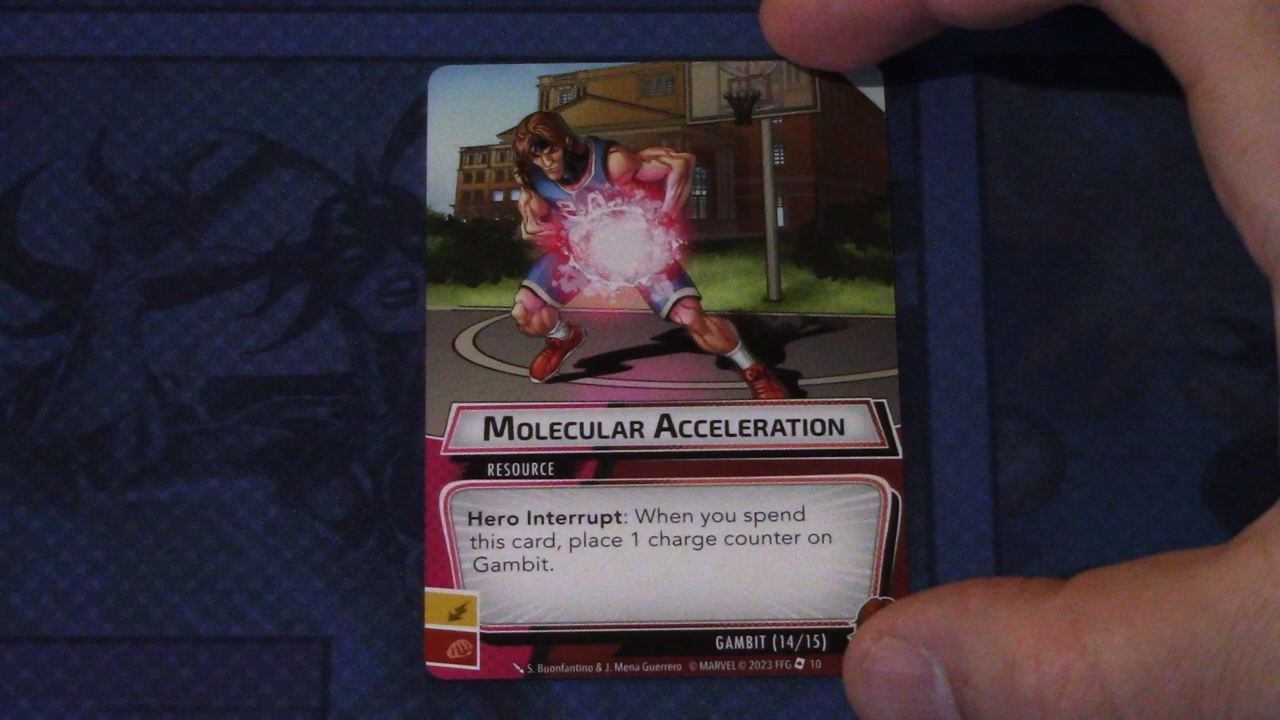 MOLECULAR ACCELERATION
RESOURCE
Hero Interrupt: When you spend
this card, place 1 charge counter on
Gambit.
GAMBIT (14/15)
S. Buonfantino & J. Mena Guerrero © MARVEL © 2023 FFG 10